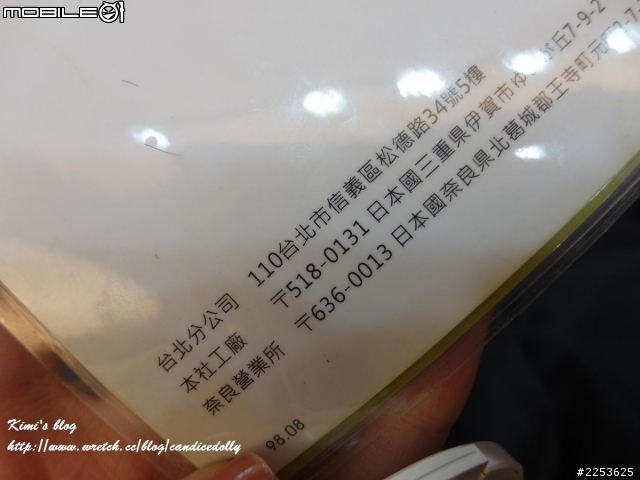 mobile01
台北分公司 110台北市信義區松德路34號5樓
本社工廠 〒518-0131 日本國三重県伊賀市ゆ が丘7-9-2
奈良營業所 〒636-0013 日本國奈良県北葛城郡王寺町元町2-7-
98.08
Kimi's blog
http://www.wretch.cc/blog/candicedolly
#2253625